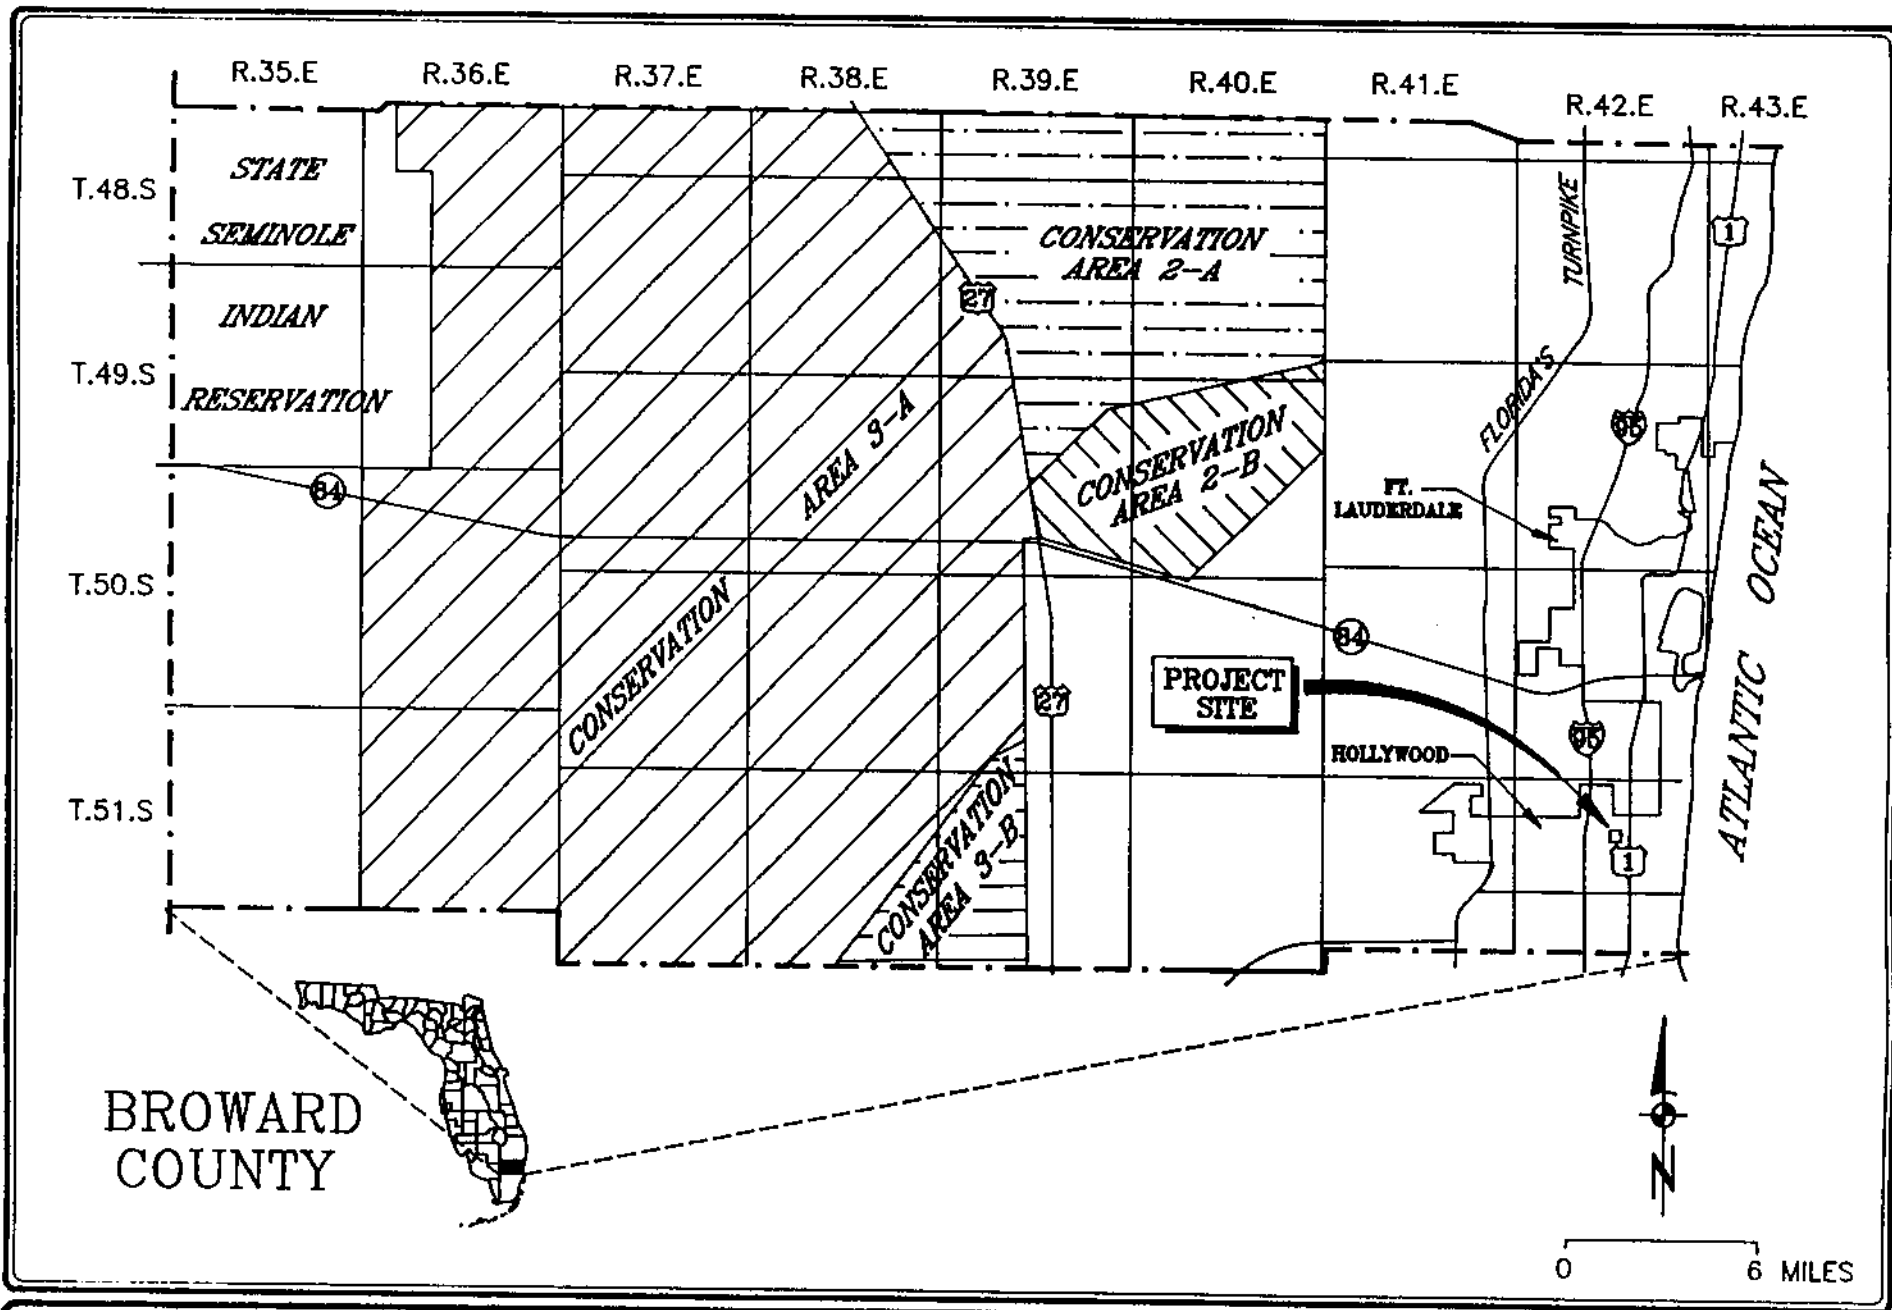 R.35.E R.36.E R.37.E R.38.E R.39.E R.40.E R.41.E R.42.E R.43.E
T.48.S
STATE
SEMINOLE
INDIAN
RESERVATION
T.49.S
T.50.S
T.51.S
CONSERVATION
AREA 2-A
27
CONSERVATION
AREA 2-B
CONSERVATION AREA 3-A
84
FLORIDA'S TURNPIKE
1
95
FT.
LAUDERDALE
84
PROJECT
SITE
27
95
HOLLYWOOD
1
CONSERVATION
AREA 3-B
ATLANTIC OCEAN
BROWARD
COUNTY
N
0 6 MILES